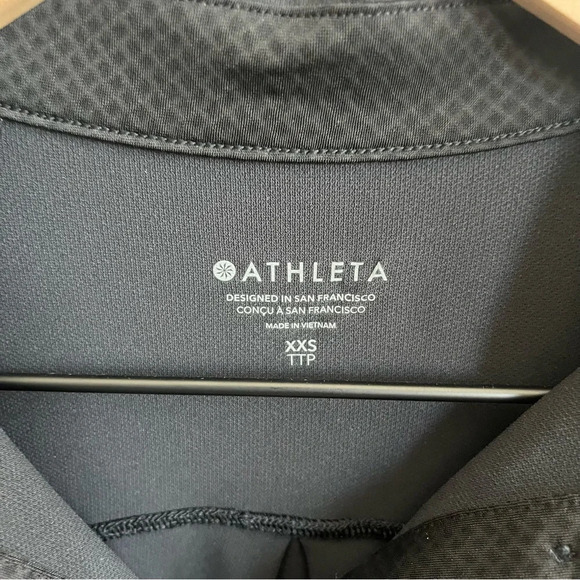 ATHLETA
DESIGNED IN SAN FRANCISCO
CONÇU À SAN FRANCISCO
MADE IN VIETNAM
XXS
TTP